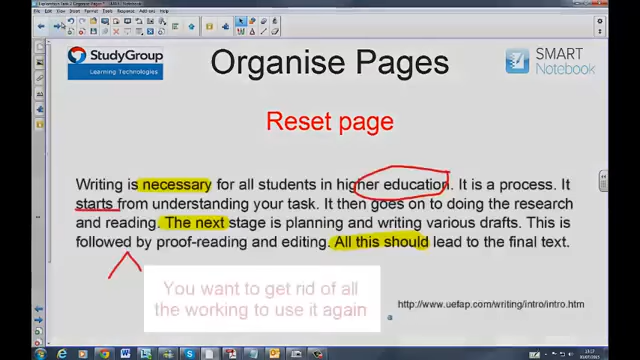 StudyGroup
Learning Technologies
Organise Pages
SMART
Notebook
Reset page
Writing is necessary for all students in higher education. It is a process. It
starts from understanding your task. It then goes on to doing the research
and reading. The next stage is planning and writing various drafts. This is
followed by proof-reading and editing. All this should lead to the final text.
You want to get rid of all
the working to use it again
http://www.uefap.com/writing/intro/intro.htm